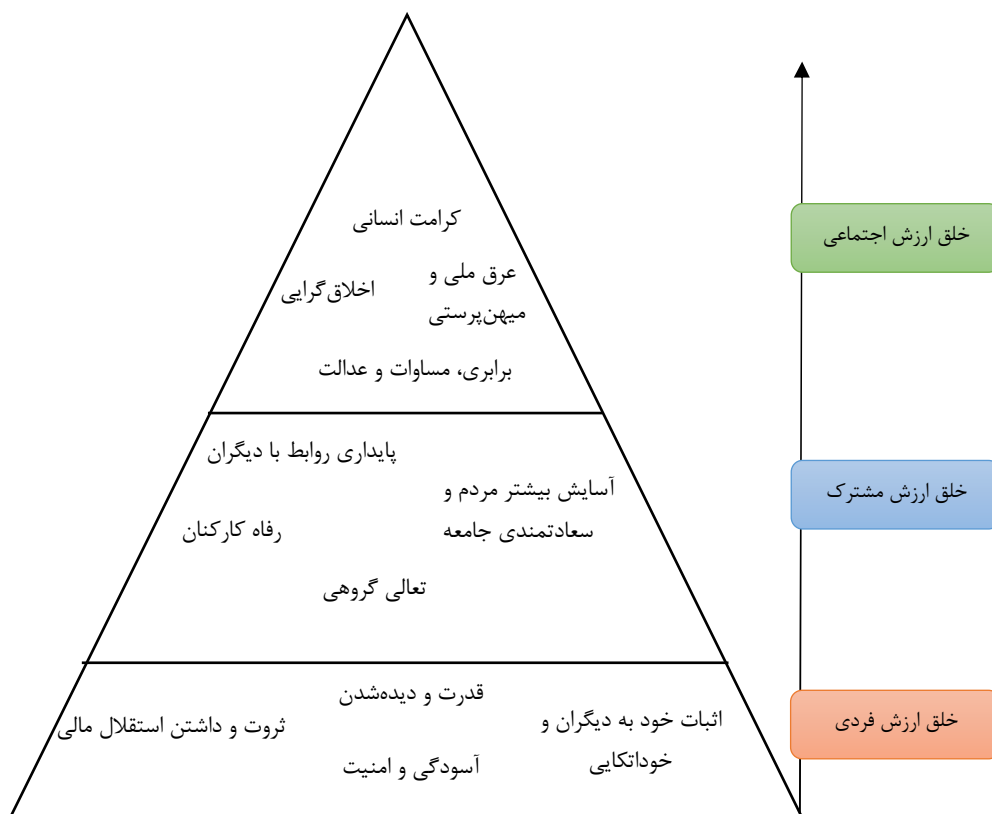 کرامت انسانی
خلق ارزش اجتماعی
عرق ملی و
میهن‌پرستی
اخلاق‌گرایی
برابری، مساوات و عدالت
پایداری روابط با دیگران
آسایش بیشتر مردم و
سعادتمندی جامعه
خلق ارزش مشترک
رفاه کارکنان
تعالی گروهی
قدرت و دیده‌شدن
اثبات خود به دیگران و
خوداتکایی
ثروت و داشتن استقلال مالی
خلق ارزش فردی
آسودگی و امنیت